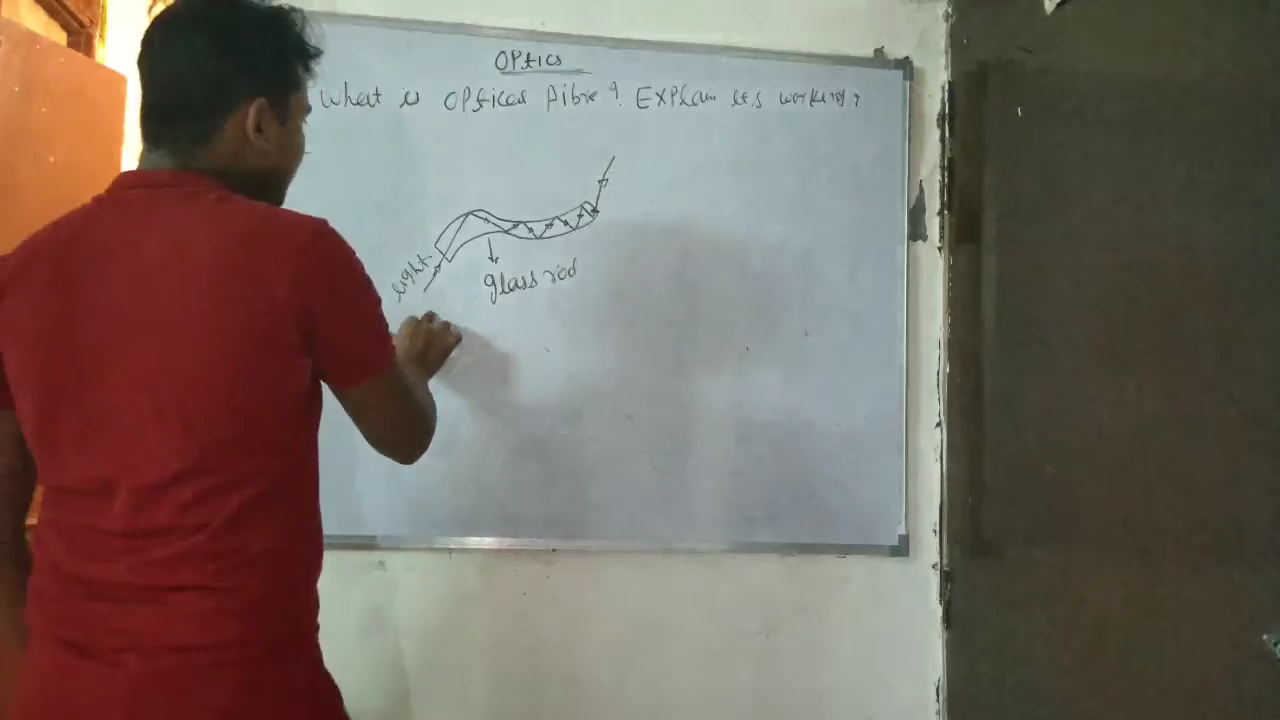 OPtics
What is OPtical fibre ? Explain its working ?
light
glass rod